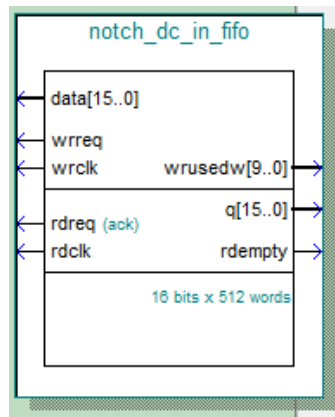 notch_dc_in_fifo
data[15..0]
wrreq
wrclk wrusedw[9..0]
q[15..0]
rdreq (ack)
rdclk rdempty
16 bits x 512 words